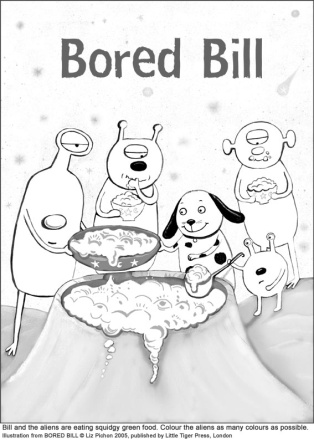 Bored Bill
Bill and the aliens are eating squidgy green food. Colour the aliens as many colours as possible.
Illustration from BORED BILL © Liz Pichon 2005, published by Little Tiger Press, London